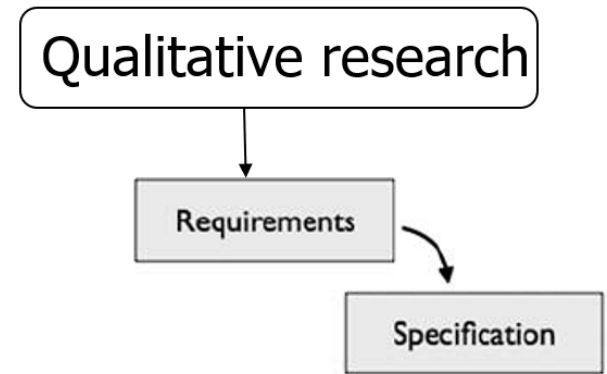 Qualitative research
Requirements
Specification